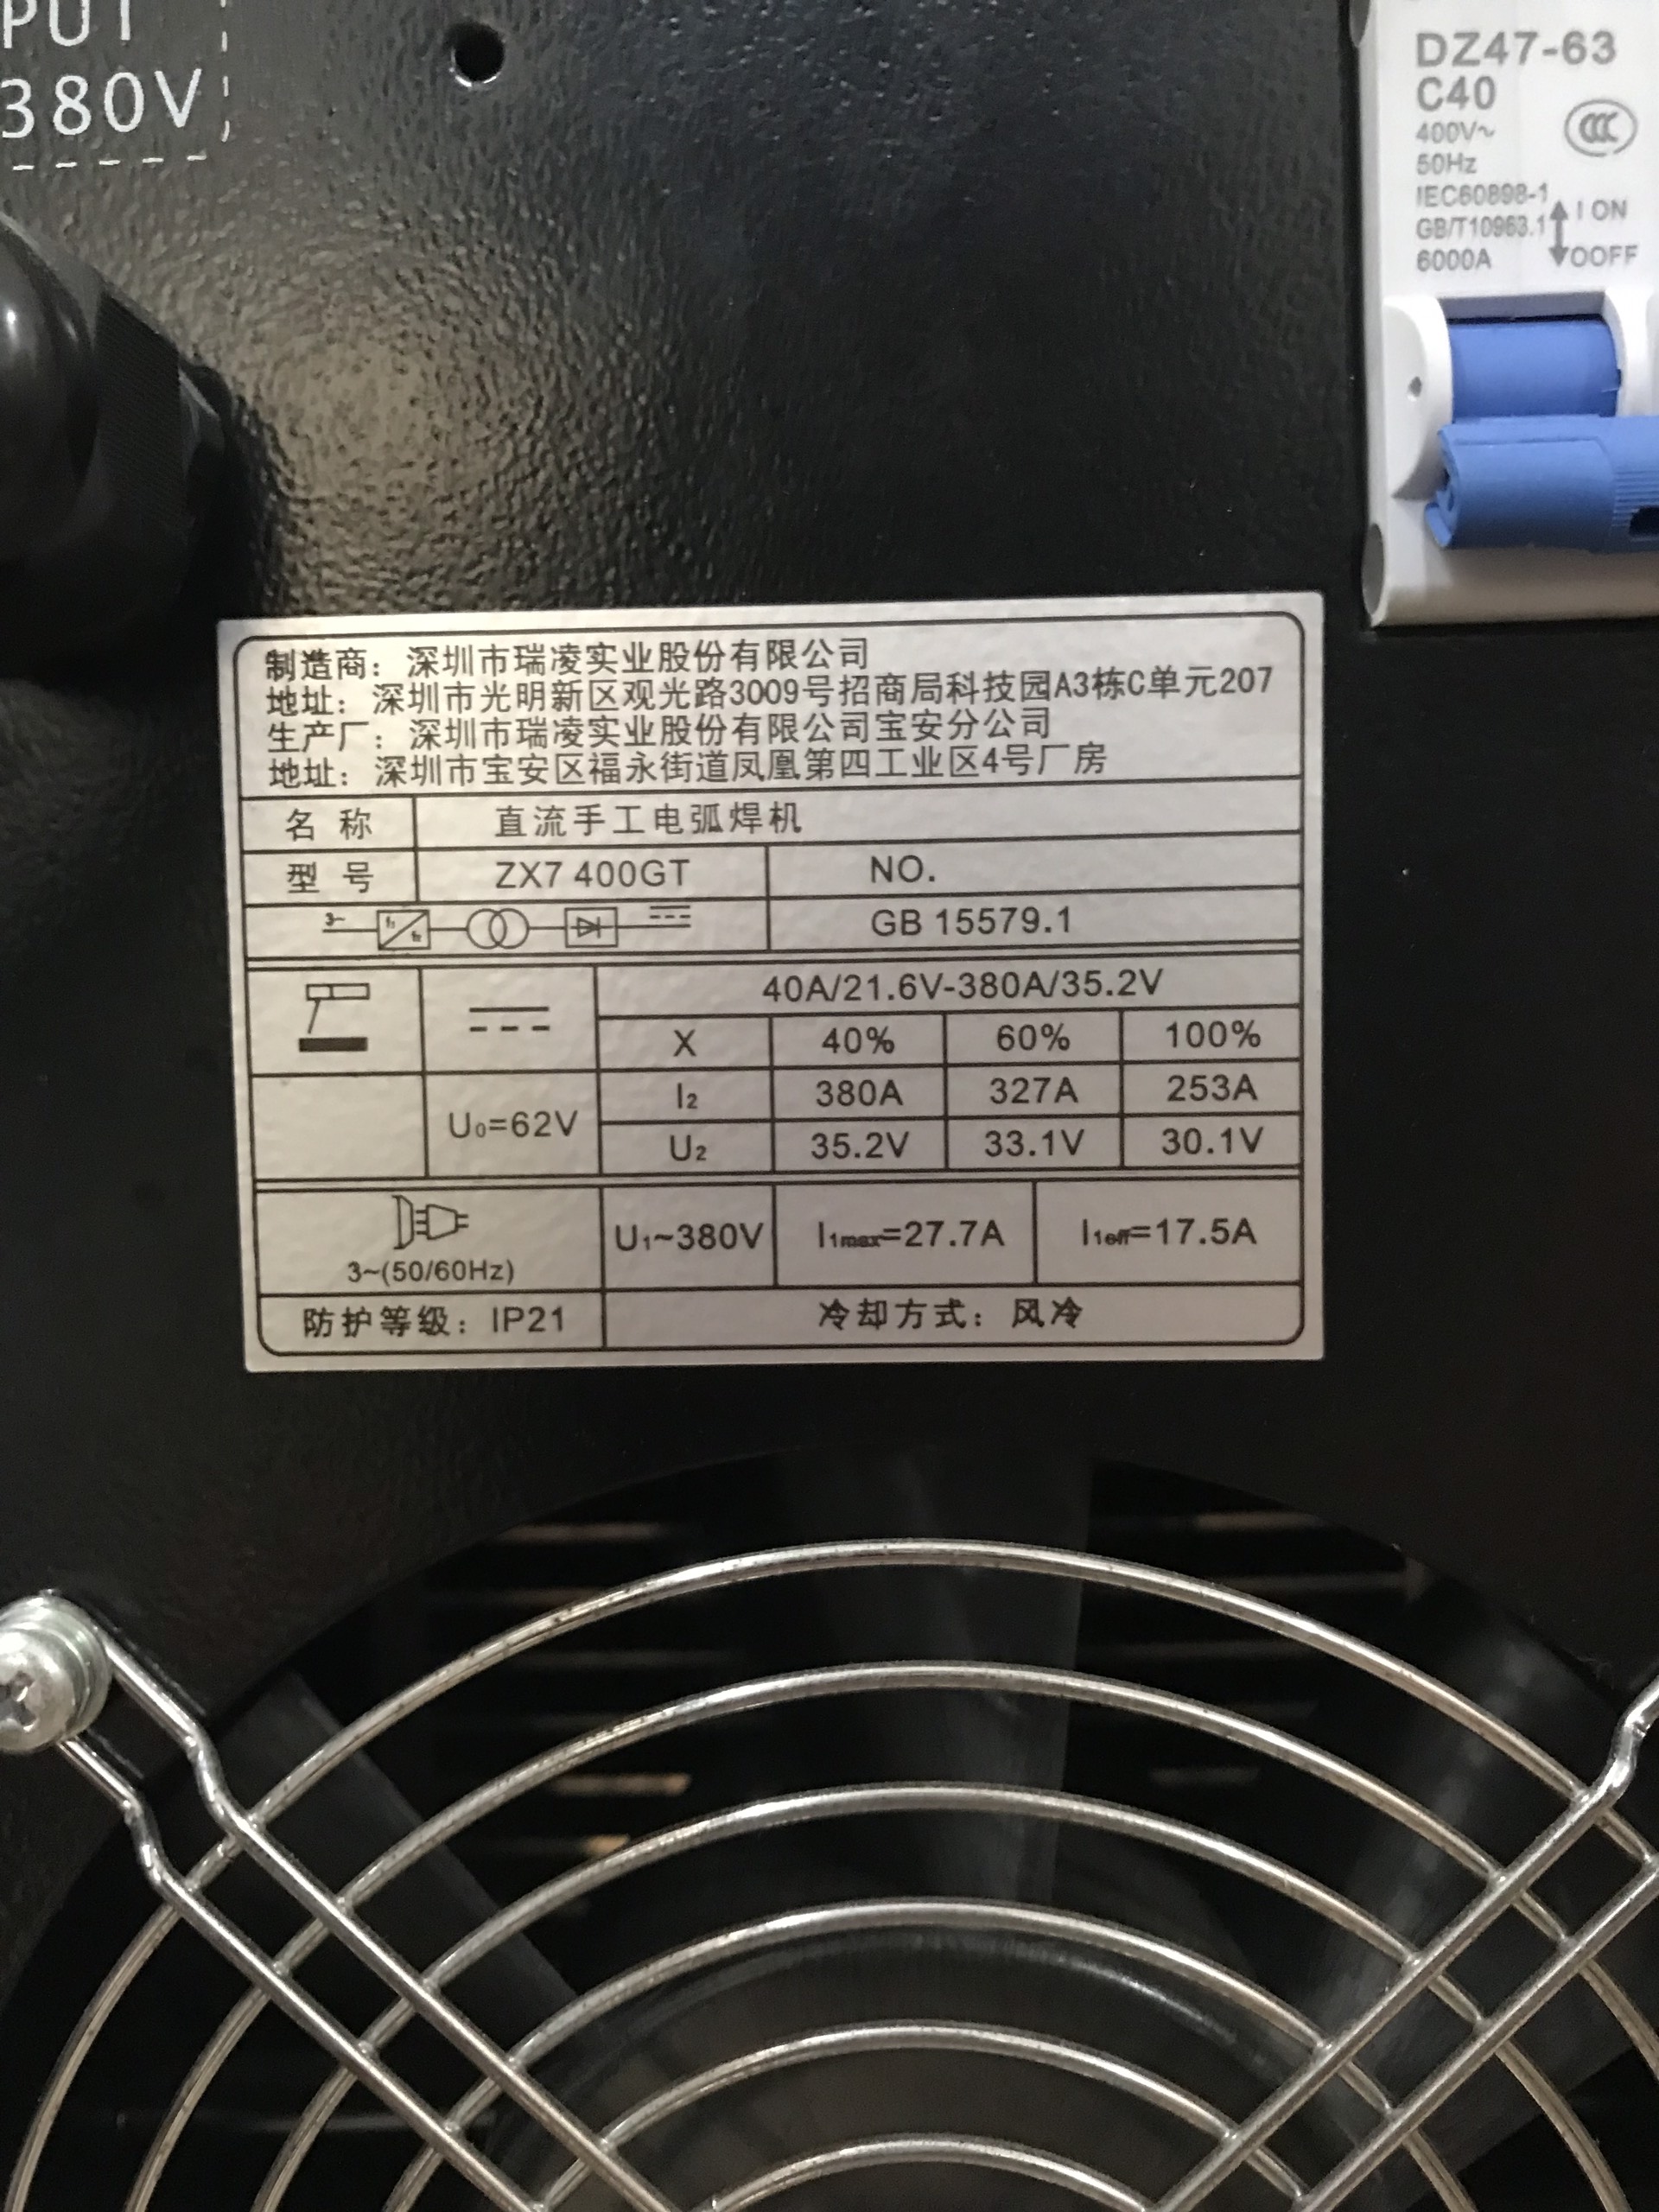 PUT
380V
DZ47-63
C40
400V~
50Hz
IEC60898-1
GB/T10963.1
6000A
I ON
OOFF
CCC
制造商：深圳市瑞凌实业股份有限公司
地址：深圳市光明新区观光路3009号招商局科技园A3栋C单元207
生产厂：深圳市瑞凌实业股份有限公司宝安分公司
地址：深圳市宝安区福永街道凤凰第四工业区4号厂房
名 称 直流手工电弧焊机
型 号 ZX7 400GT NO.
3~ f₁ f₂ GB 15579.1
40A/21.6V-380A/35.2V
X 40% 60% 100%
I₂ 380A 327A 253A
U₀=62V
U₂ 35.2V 33.1V 30.1V
3~(50/60Hz) U₁~380V I₁max=27.7A I₁eff=17.5A
防护等级：IP21 冷却方式：风冷